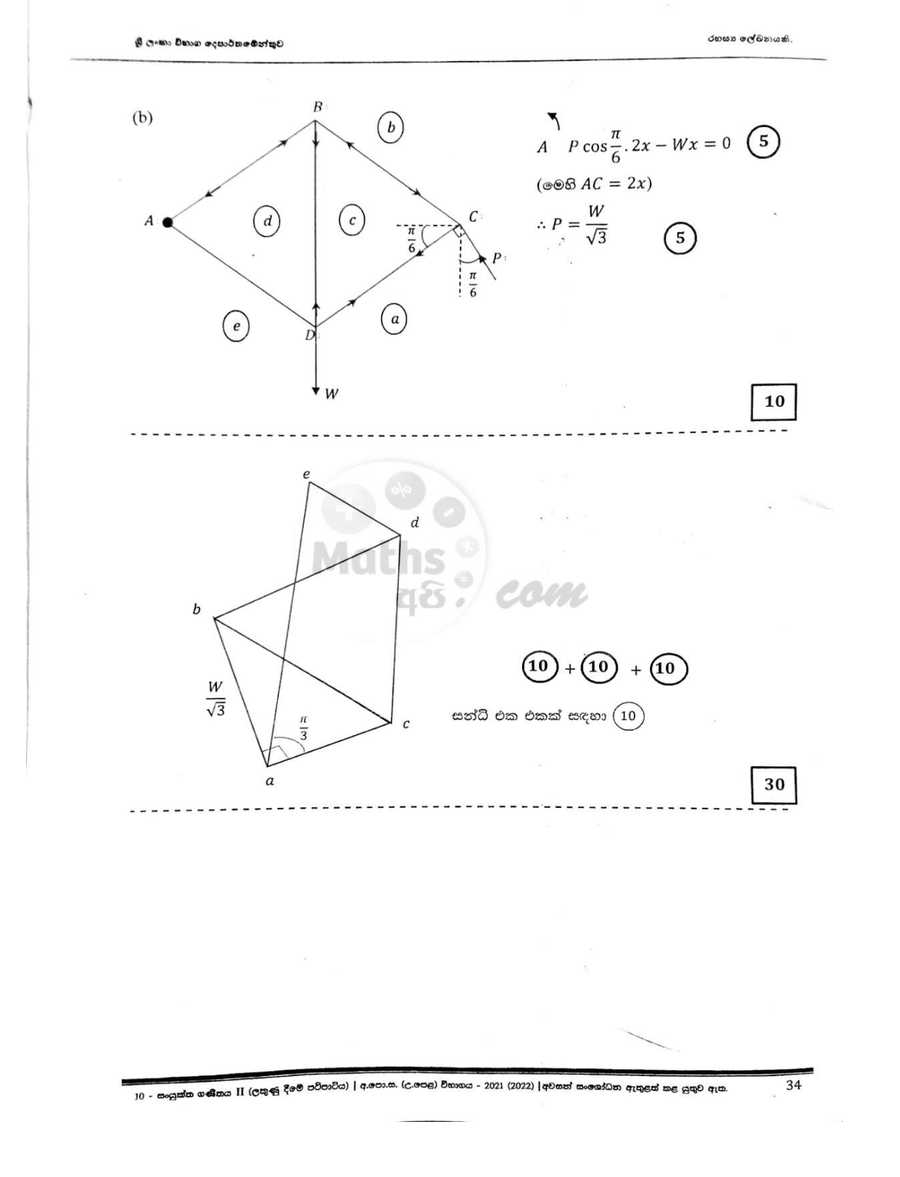 ශ්‍රී ලංකා විභාග දෙපාර්තමේන්තුව
රහස්‍ය ලේඛනයකි.
(b)
B
b
A P cos π/6 . 2x − Wx = 0 5
(මෙහි AC = 2x)
∴ P = W/√3 5
A
d
c
C
π/6
P
π/6
e
D
a
W
10
e
d
Maths
අපි . com
b
10 + 10 + 10
W/√3
සන්ධි එක එකක් සඳහා 10
π/3
c
a
30
10 - සංයුක්ත ගණිතය II (ලකුණු දීමේ පටිපාටිය) | අ.පො.ස. (උ.පෙළ) විභාගය - 2021 (2022) | අවසන් සංශෝධන ඇතුළත් කළ යුතුව ඇත.
34